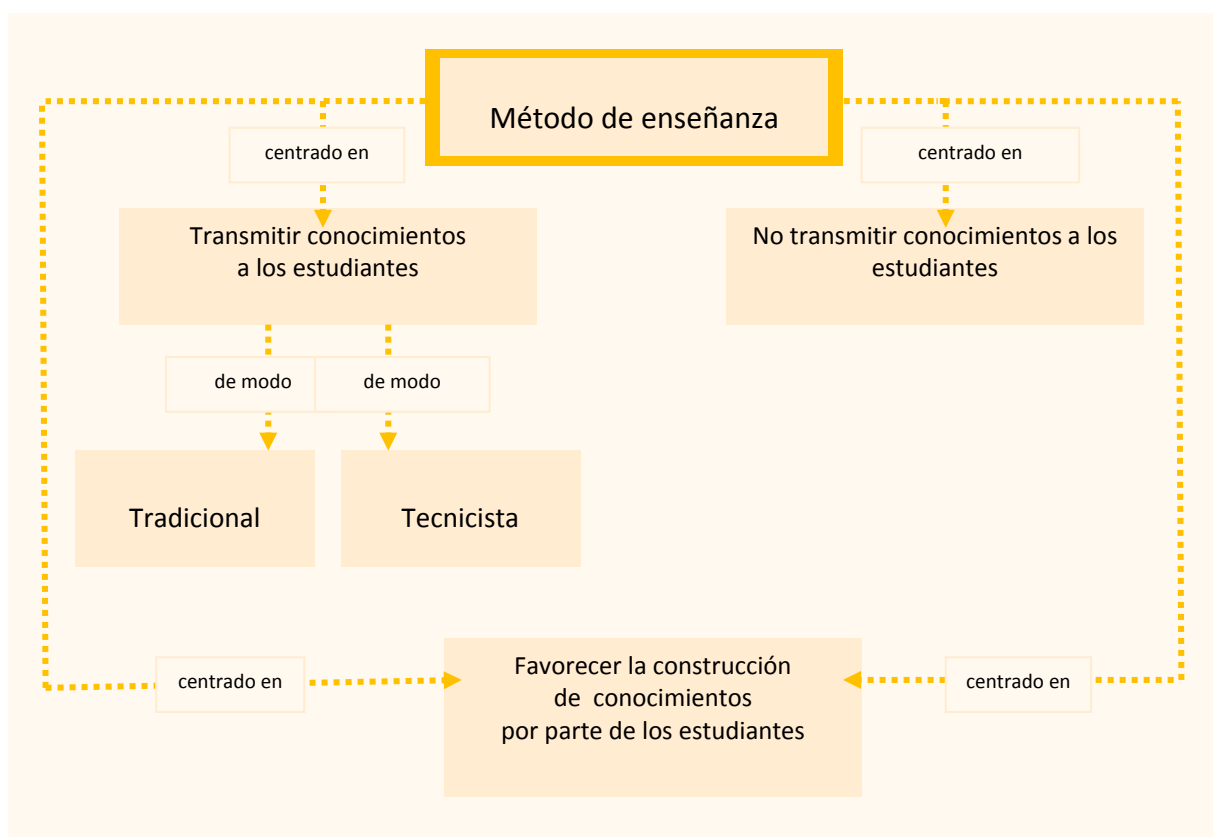 Método de enseñanza
centrado en
centrado en
Transmitir conocimientos
a los estudiantes
No transmitir conocimientos a los
estudiantes
de modo
de modo
Tradicional
Tecnicista
centrado en
Favorecer la construcción
de conocimientos
por parte de los estudiantes
centrado en